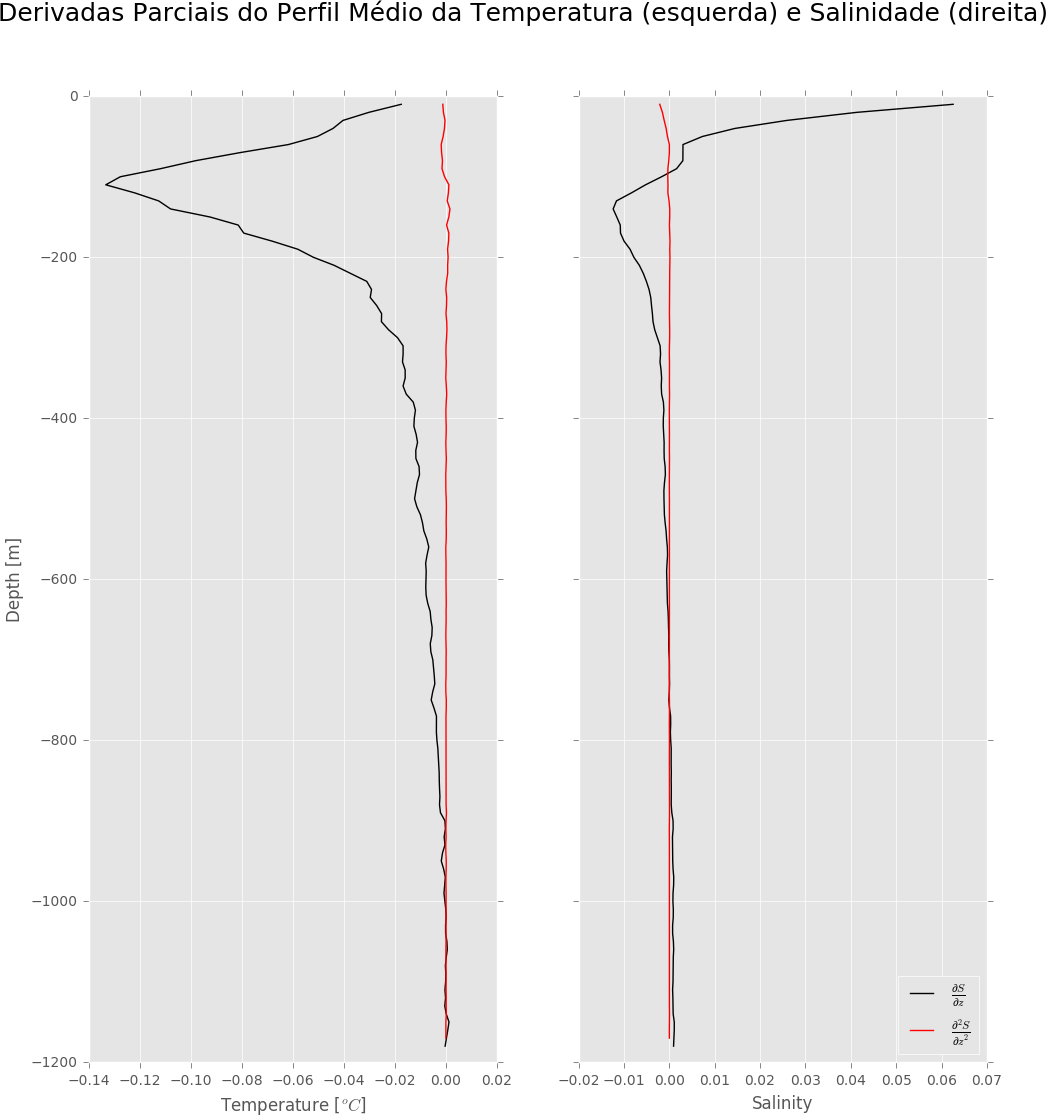 Derivadas Parciais do Perfil Médio da Temperatura (esquerda) e Salinidade (direita)
0
−200
−400
−600
−800
−1000
−1200
Depth [m]
−0.14 −0.12 −0.10 −0.08 −0.06 −0.04 −0.02 0.00 0.02
Temperature [°C]
−0.02 −0.01 0.00 0.01 0.02 0.03 0.04 0.05 0.06 0.07
Salinity
∂S/∂z
∂²S/∂z²